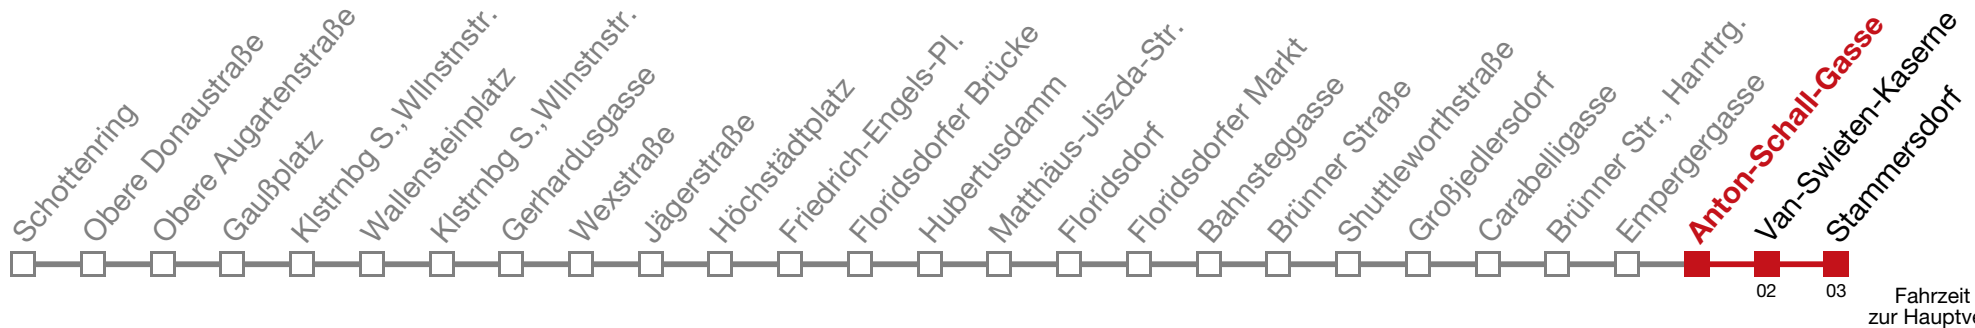 Schottenring
Obere Donaustraße
Obere Augartenstraße
Gaußplatz
Klstrnbg S., Wllnstnstr.
Wallensteinplatz
Klstrnbg S., Wllnstnstr.
Gerhardusgasse
Wexstraße
Jägerstraße
Höchstädtplatz
Friedrich-Engels-Pl.
Floridsdorfer Brücke
Hubertusdamm
Matthäus-Jiszda-Str.
Floridsdorf
Floridsdorfer Markt
Bahnsteggasse
Brünner Straße
Shuttleworthstraße
Großjedlersdorf
Carabelligasse
Brünner Str., Hanrtrg.
Empergergasse
Anton-Schall-Gasse
Van-Swieten-Kaserne
Stammersdorf
02 03
Fahrzeit
zur